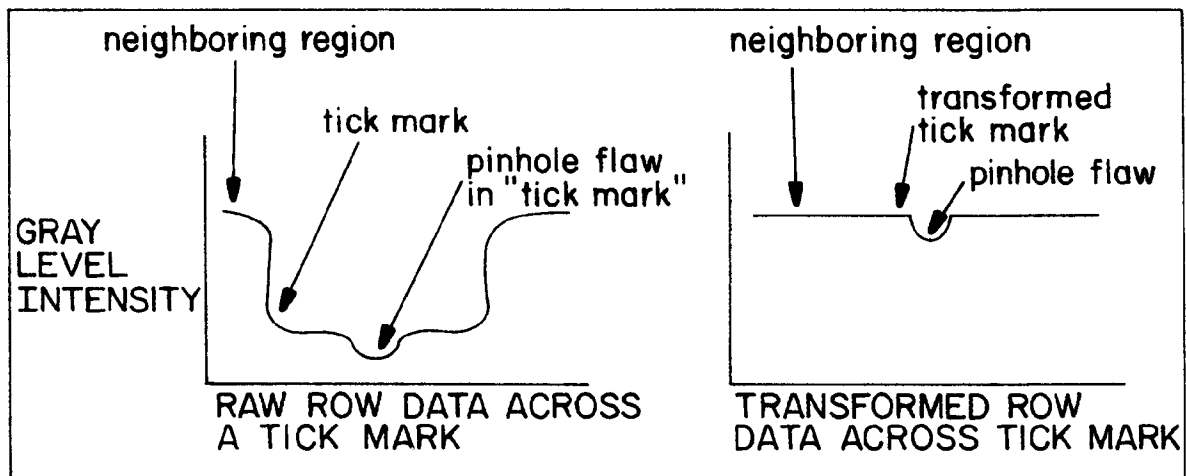 neighboring region
tick mark
pinhole flaw
in "tick mark"
GRAY
LEVEL
INTENSITY
RAW ROW DATA ACROSS
A TICK MARK
neighboring region
transformed
tick mark
pinhole flaw
TRANSFORMED ROW
DATA ACROSS TICK MARK